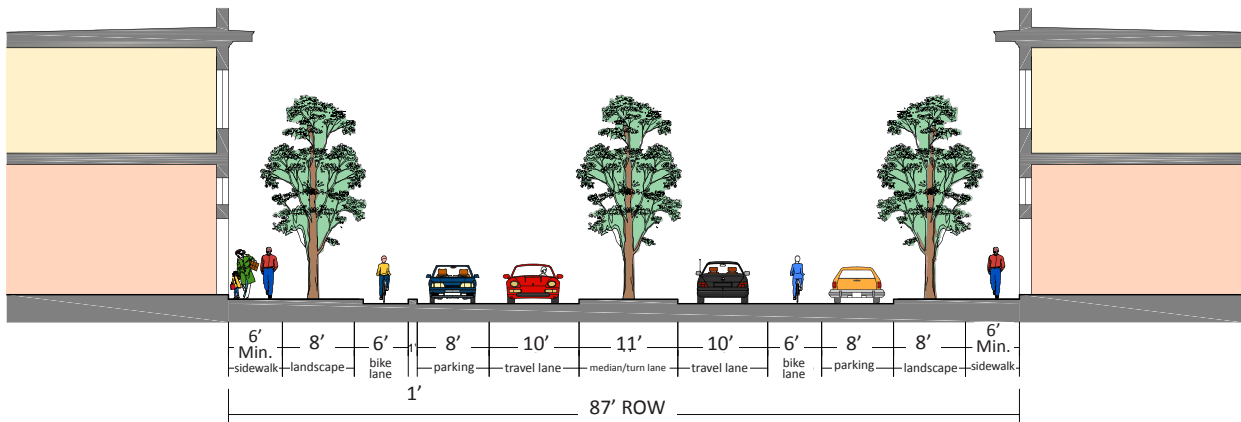 6’ 8’ 6’ 1’ 8’ 10’ 11’ 10’ 6’ 8’ 8’ 6’
Min. Min.
sidewalk landscape bike lane parking travel lane median/turn lane travel lane bike lane parking landscape sidewalk
1’
87’ ROW